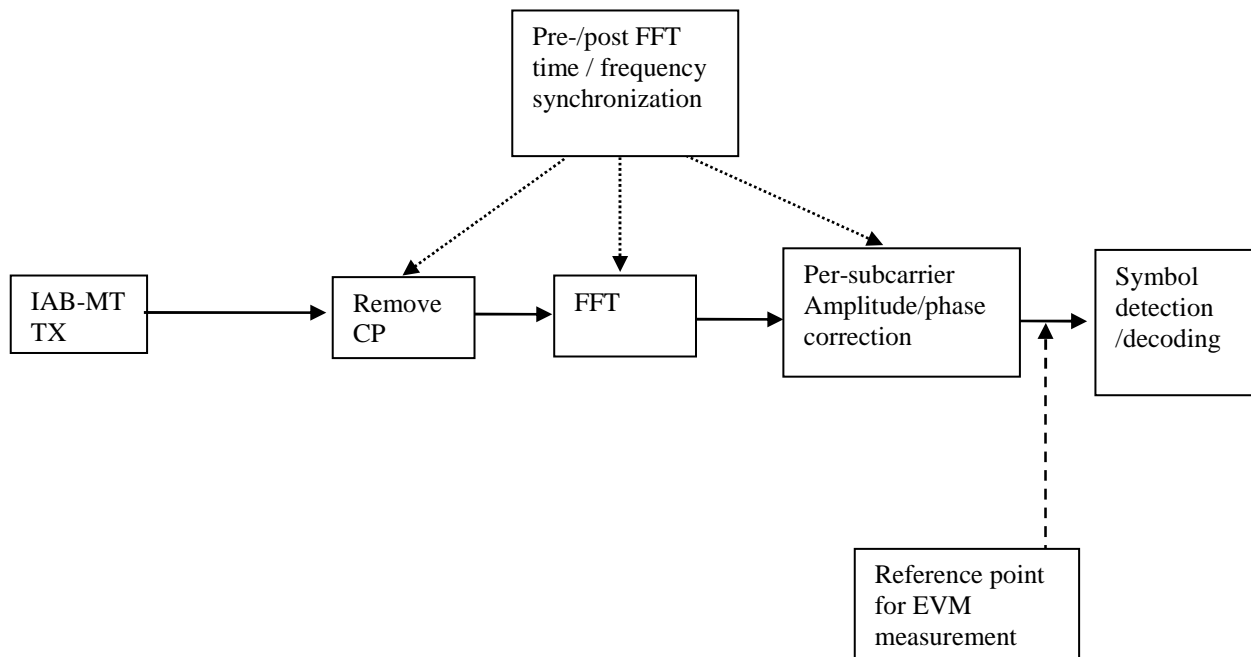 Pre-/post FFT
time / frequency
synchronization
IAB-MT
TX
Remove
CP
FFT
Per-subcarrier
Amplitude/phase
correction
Symbol
detection
/decoding
Reference point
for EVM
measurement